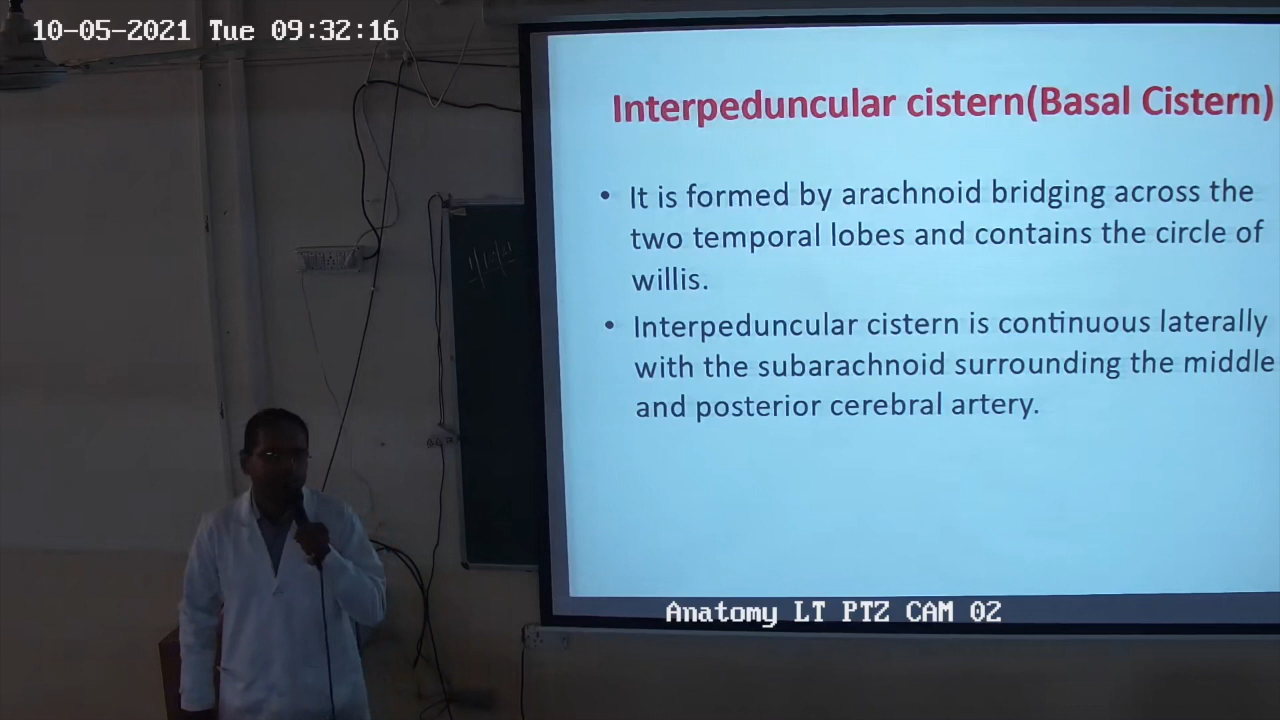 10-05-2021 Tue 09:32:16
Interpeduncular cistern(Basal Cistern)
• It is formed by arachnoid bridging across the
two temporal lobes and contains the circle of
willis.
• Interpeduncular cistern is continuous laterally
with the subarachnoid surrounding the middle
and posterior cerebral artery.
Anatomy LT PTZ CAM 02